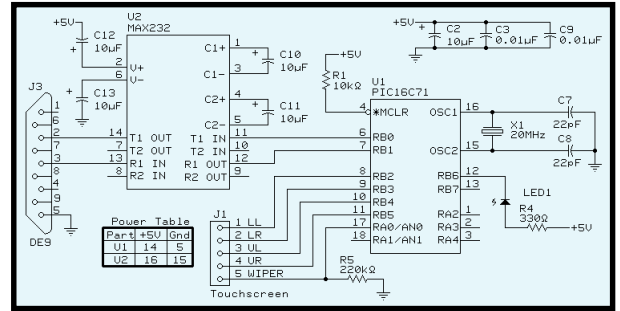 U2
MAX232
+5V
C12
10µF
2 V+
6 V-
C13
10µF
C1+ 1
C1- 3
C2+ 4
C2- 5
C10
10µF
C11
10µF
14 T1 OUT T1 IN 11
7 T2 OUT T2 IN 10
13 R1 IN R1 OUT 12
8 R2 IN R2 OUT 9
J3
1
6
2
7
3
8
4
9
5
DE9
+5V
C2
10µF
C3
0.01µF
C9
0.01µF
+5V
R1
10kΩ
U1
PIC16C71
4 *MCLR OSC1 16
6 RB0
7 RB1 OSC2 15
8 RB2 RB6 12
9 RB3 RB7 13
10 RB4
11 RB5 RA2 1
17 RA0/AN0 RA3 2
18 RA1/AN1 RA4 3
X1
20MHz
C7
22pF
C8
22pF
LED1
R4
330Ω
+5V
Power Table
Part +5V Gnd
U1 14 5
U2 16 15
J1
1 LL
2 LR
3 UL
4 UR
5 WIPER
Touchscreen
R5
220kΩ